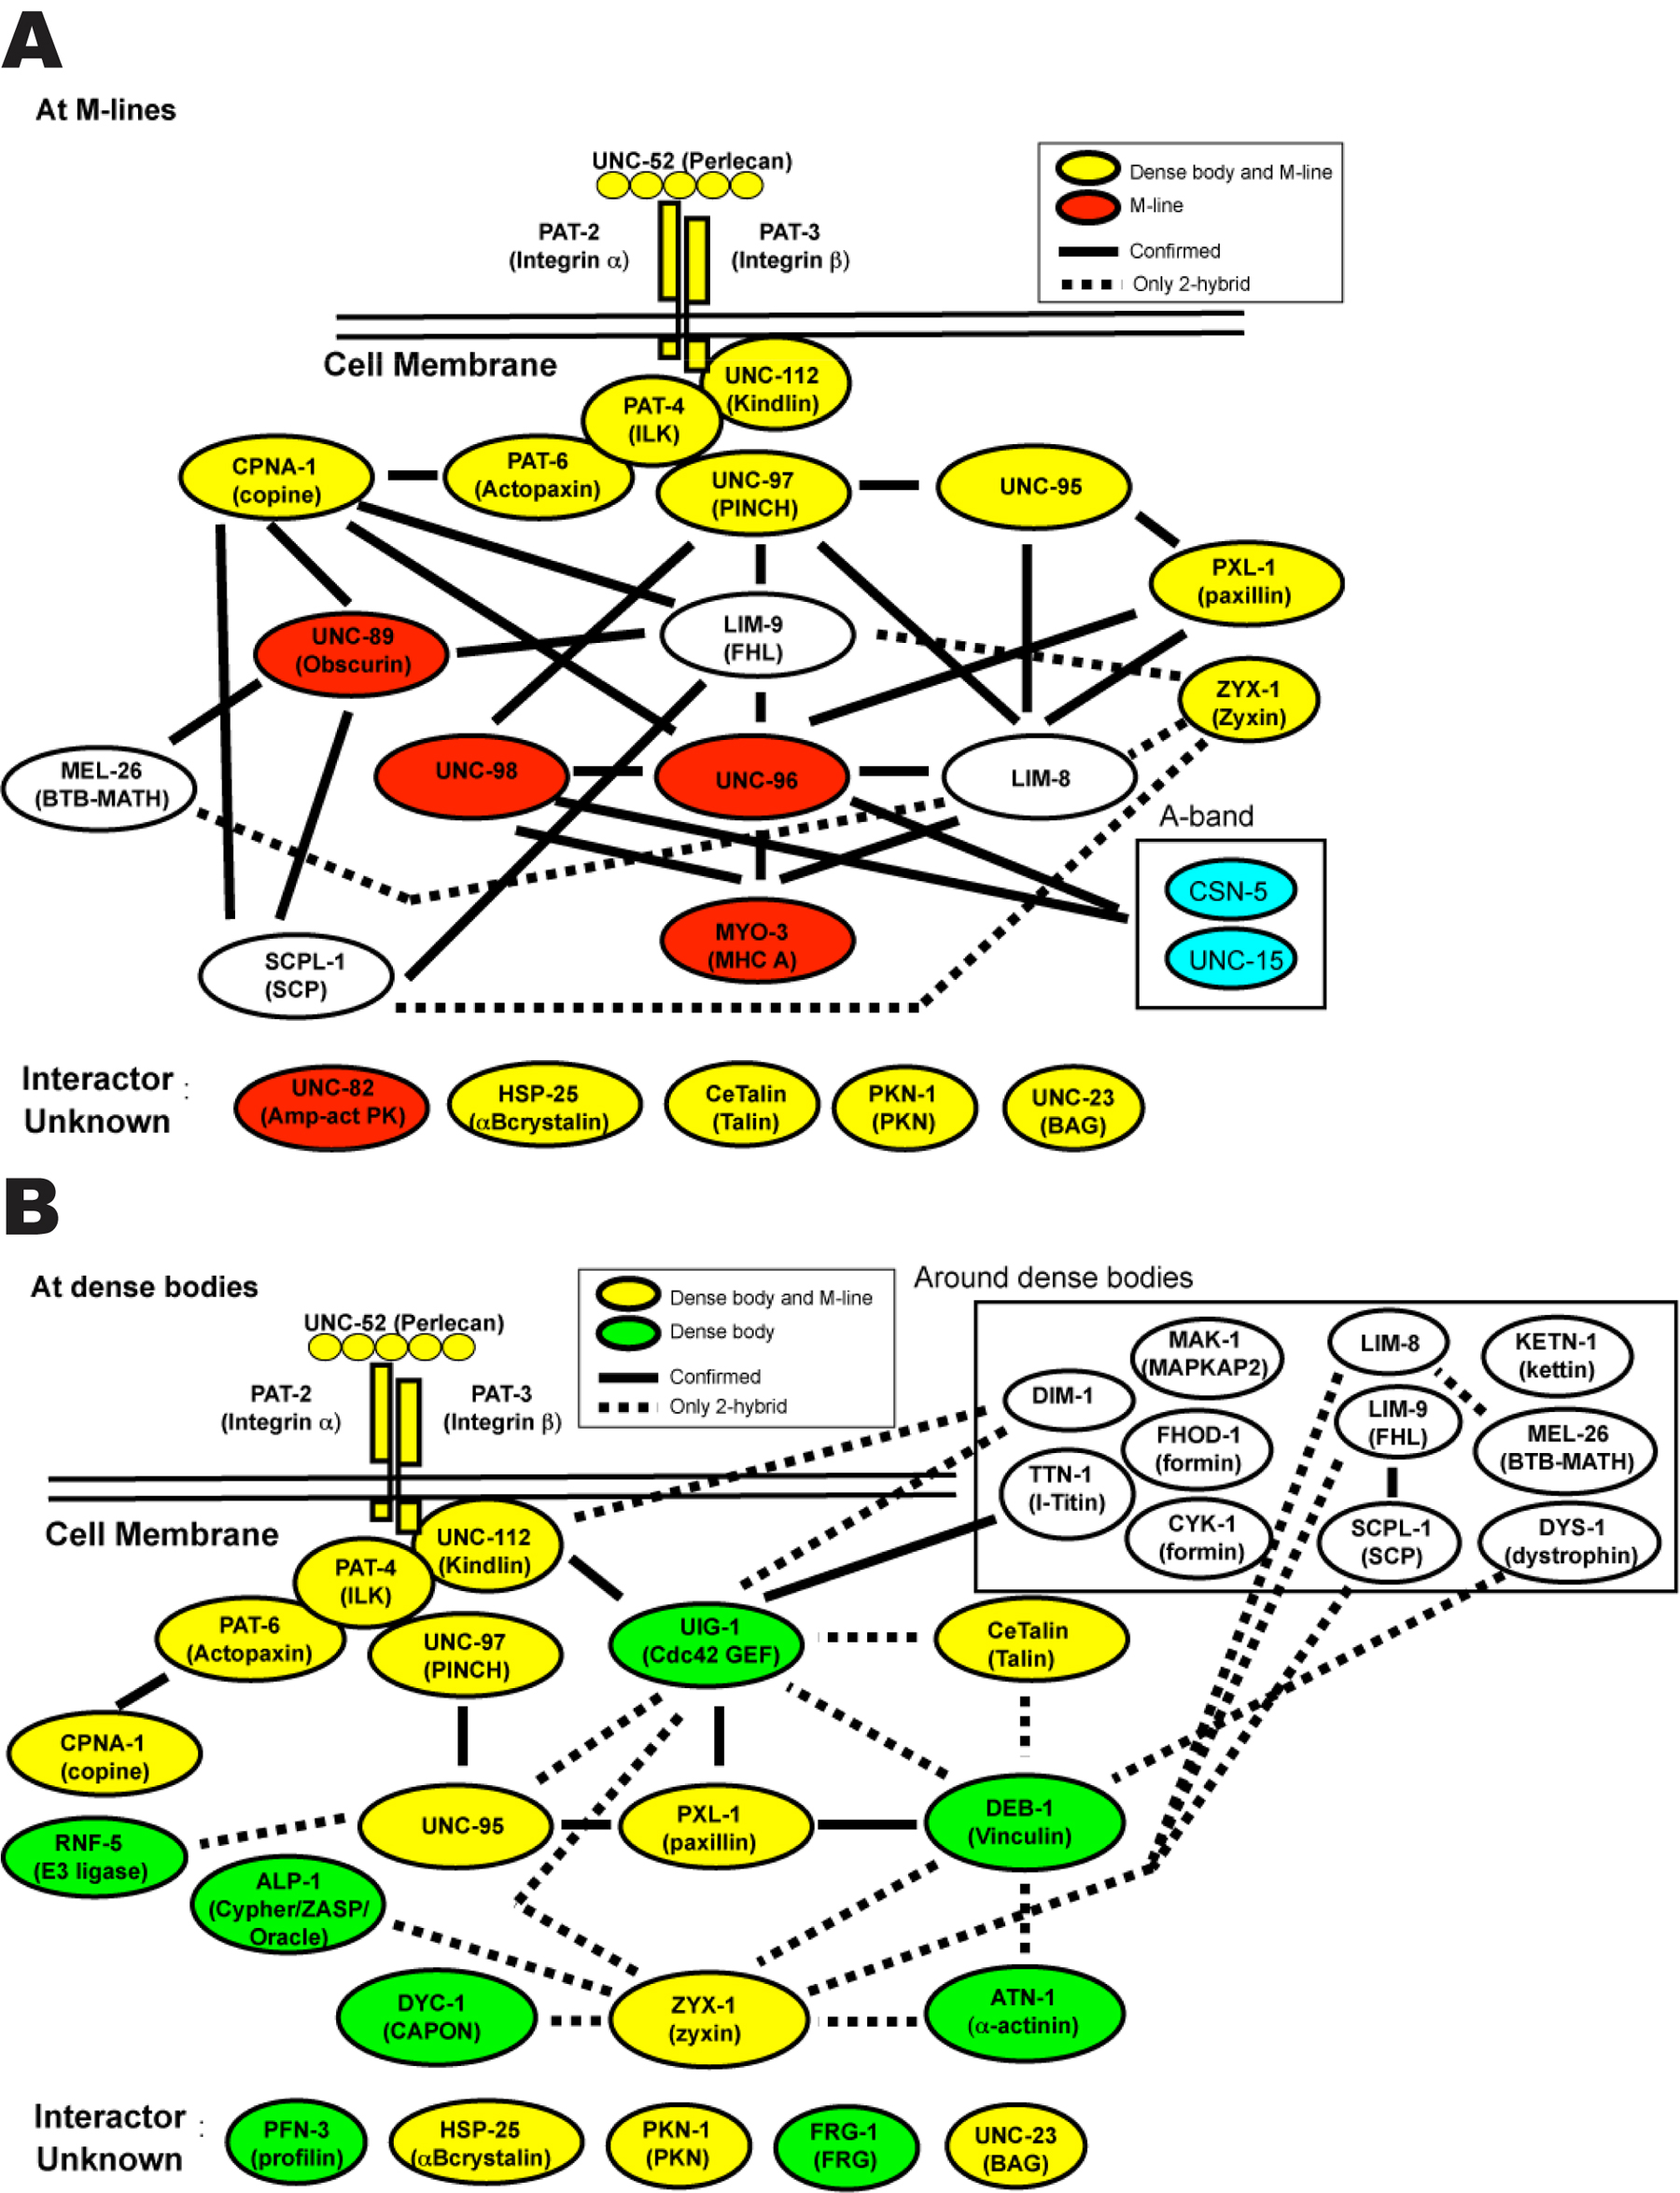 A
At M-lines
UNC-52 (Perlecan)
Dense body and M-line
M-line
Confirmed
Only 2-hybrid
PAT-2
(Integrin α)
PAT-3
(Integrin β)
Cell Membrane
UNC-112
(Kindlin)
PAT-4
(ILK)
CPNA-1
(copine)
PAT-6
(Actopaxin)
UNC-97
(PINCH)
UNC-95
PXL-1
(paxillin)
UNC-89
(Obscurin)
LIM-9
(FHL)
ZYX-1
(Zyxin)
MEL-26
(BTB-MATH)
UNC-98
UNC-96
LIM-8
A-band
CSN-5
UNC-15
MYO-3
(MHC A)
SCPL-1
(SCP)
Interactor :
Unknown
UNC-82
(Amp-act PK)
HSP-25
(αBcrystalin)
CeTalin
(Talin)
PKN-1
(PKN)
UNC-23
(BAG)
B
At dense bodies
UNC-52 (Perlecan)
Dense body and M-line
Dense body
Confirmed
Only 2-hybrid
PAT-2
(Integrin α)
PAT-3
(Integrin β)
Around dense bodies
MAK-1
(MAPKAP2)
LIM-8
KETN-1
(kettin)
DIM-1
LIM-9
(FHL)
FHOD-1
(formin)
MEL-26
(BTB-MATH)
TTN-1
(I-Titin)
CYK-1
(formin)
SCPL-1
(SCP)
DYS-1
(dystrophin)
Cell Membrane
UNC-112
(Kindlin)
PAT-4
(ILK)
PAT-6
(Actopaxin)
UNC-97
(PINCH)
UIG-1
(Cdc42 GEF)
CeTalin
(Talin)
CPNA-1
(copine)
UNC-95
PXL-1
(paxillin)
DEB-1
(Vinculin)
RNF-5
(E3 ligase)
ALP-1
(Cypher/ZASP/
Oracle)
DYC-1
(CAPON)
ZYX-1
(zyxin)
ATN-1
(α-actinin)
Interactor :
Unknown
PFN-3
(profilin)
HSP-25
(αBcrystalin)
PKN-1
(PKN)
FRG-1
(FRG)
UNC-23
(BAG)